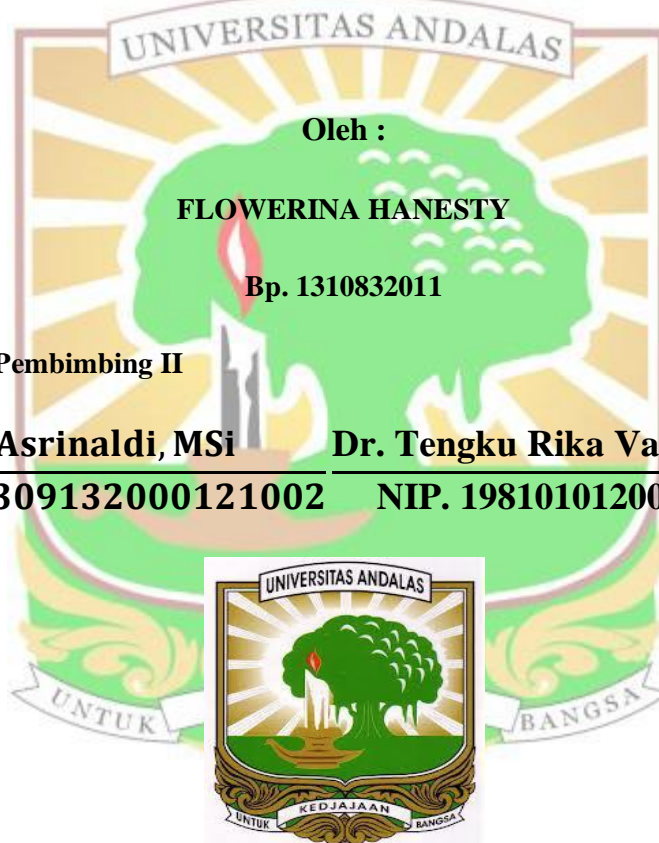 UNIVERSITAS ANDALAS
Oleh :
FLOWERINA HANESTY
Bp. 1310832011
Pembimbing II
Asrinaldi, MSi Dr. Tengku Rika Va
309132000121002 NIP. 19810101200
UNIVERSITAS ANDALAS
UNTUK BANGSA
KEDJAJAAN
UNTUK BANGSA